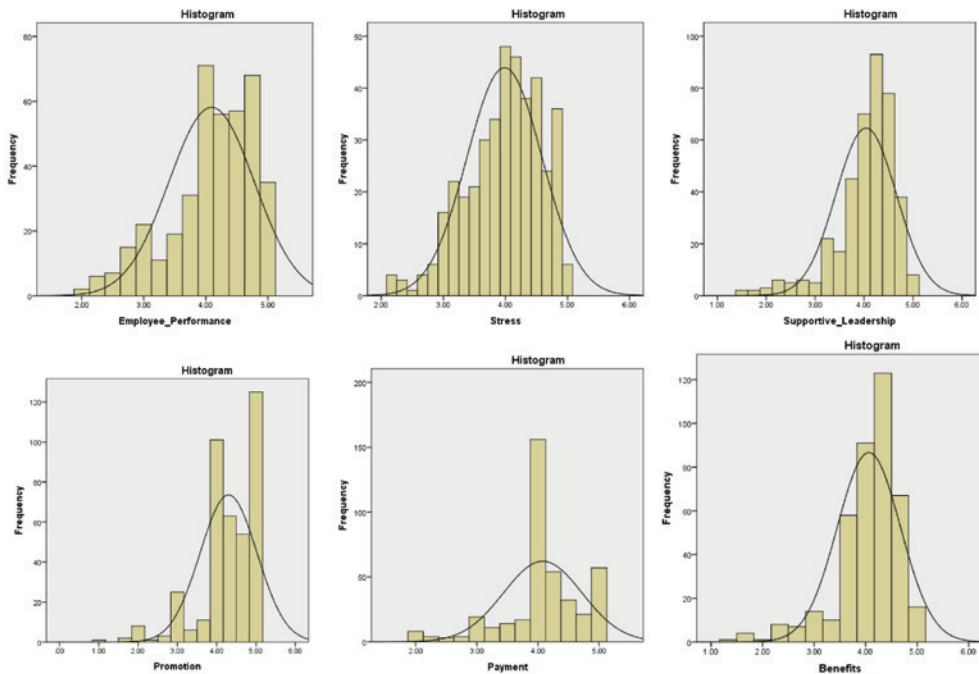 Histogram
80
60
40
20
0
2.00 3.00 4.00 5.00
Frequency
Employee_Performance
Histogram
50
40
30
20
10
0
2.00 3.00 4.00 5.00 6.00
Frequency
Stress
Histogram
100
80
60
40
20
0
1.00 2.00 3.00 4.00 5.00 6.00
Frequency
Supportive_Leadership
Histogram
120
100
80
60
40
20
0
.00 1.00 2.00 3.00 4.00 5.00 6.00
Frequency
Promotion
Histogram
200
150
100
50
0
2.00 3.00 4.00 5.00
Frequency
Payment
Histogram
120
100
80
60
40
20
0
1.00 2.00 3.00 4.00 5.00 6.00
Frequency
Benefits